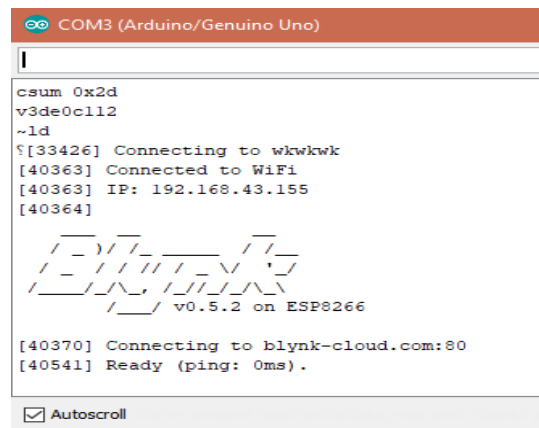 COM3 (Arduino/Genuino Uno)
csum 0x2d
v3de0c112
~ld
␚[33426] Connecting to wkwkwk
[40363] Connected to WiFi
[40363] IP: 192.168.43.155
[40364]
Blynk
v0.5.2 on ESP8266
[40370] Connecting to blynk-cloud.com:80
[40541] Ready (ping: 0ms).
Autoscroll